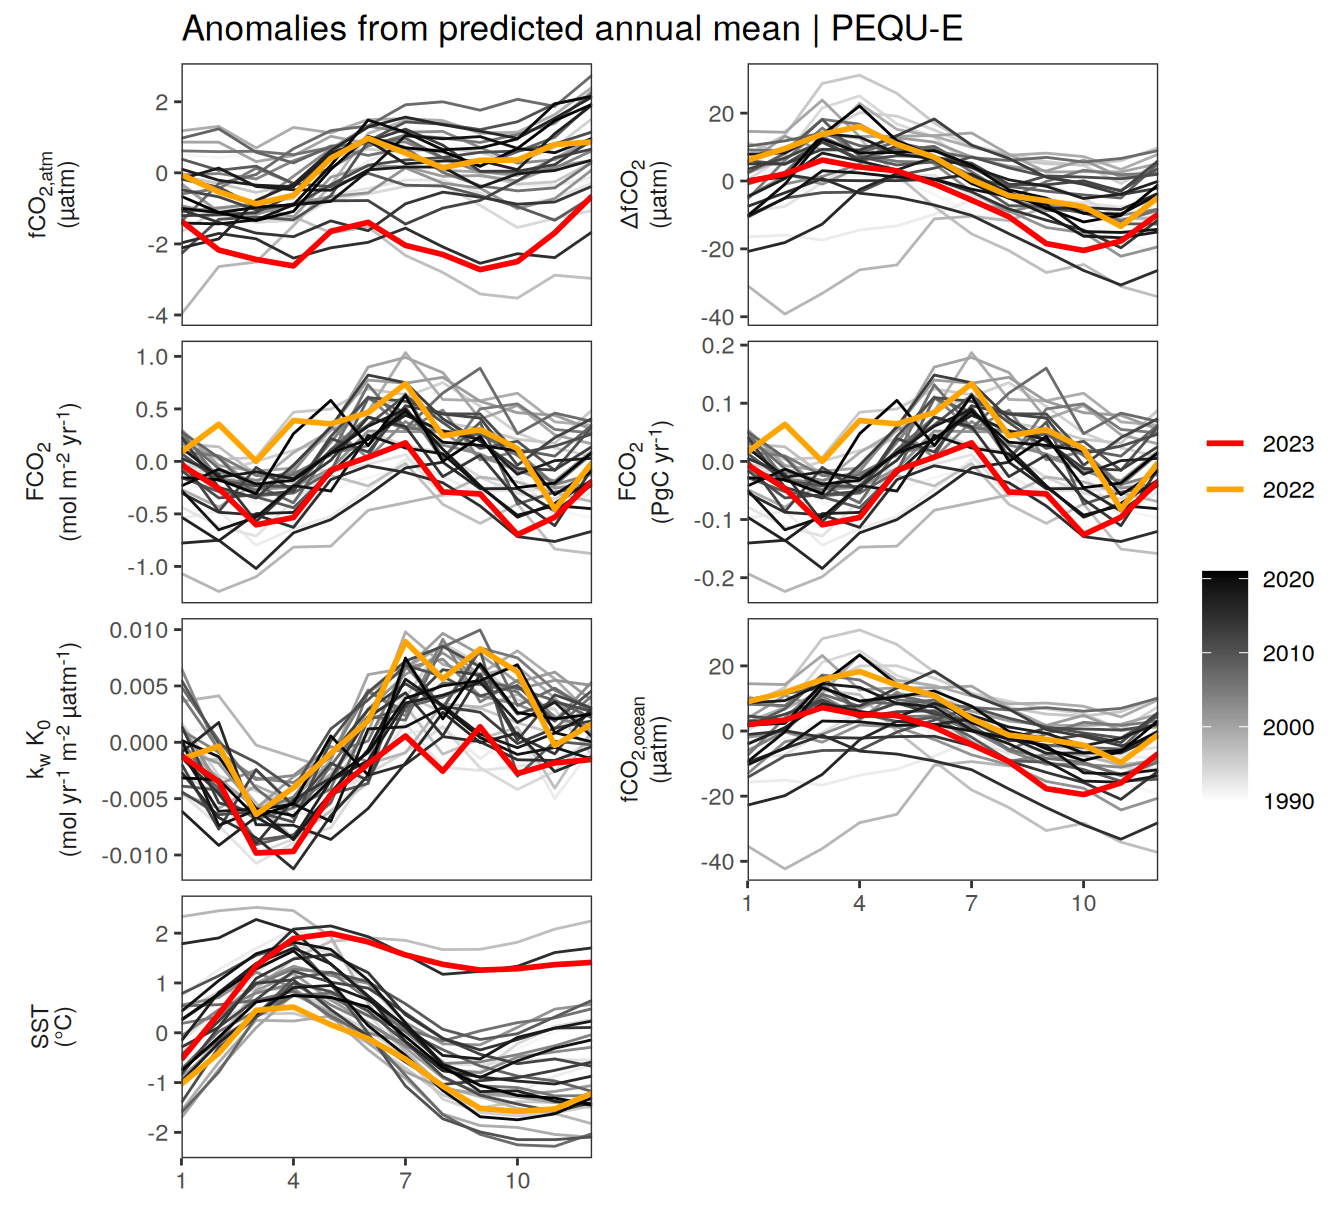 Anomalies from predicted annual mean | PEQU-E
fCO2,atm
(µatm)
2
0
-2
-4
ΔfCO2
(µatm)
20
0
-20
-40
FCO2
(mol m-2 yr-1)
1.0
0.5
0.0
-0.5
-1.0
FCO2
(PgC yr-1)
0.2
0.1
0.0
-0.1
-0.2
kw K0
(mol yr-1 m-2 µatm-1)
0.010
0.005
0.000
-0.005
-0.010
fCO2,ocean
(µatm)
20
0
-20
-40
1 4 7 10
SST
(°C)
2
1
0
-1
-2
1 4 7 10
2023
2022
2020
2010
2000
1990